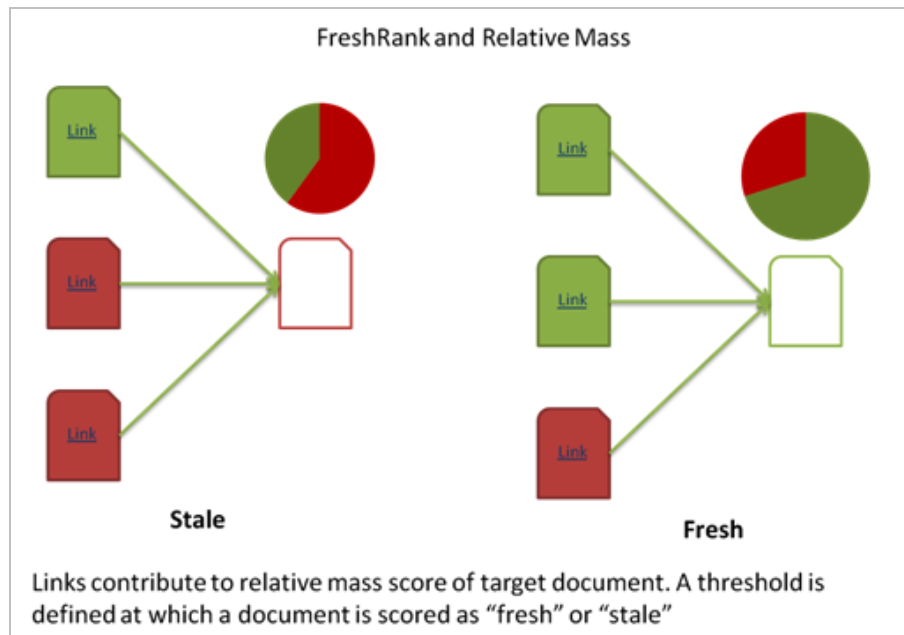 FreshRank and Relative Mass
Link
Link
Link
Link
Link
Link
Stale
Fresh
Links contribute to relative mass score of target document. A threshold is
defined at which a document is scored as “fresh” or “stale”